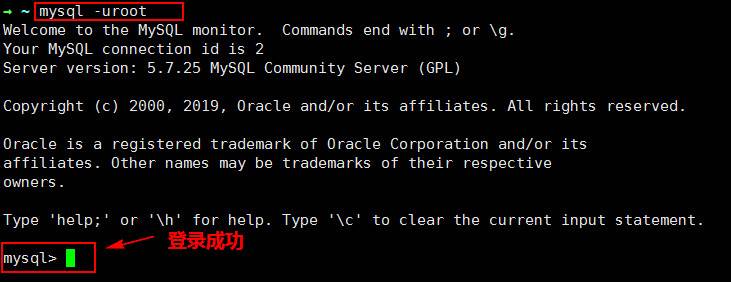 → ~ mysql -uroot
Welcome to the MySQL monitor.  Commands end with ; or \g.
Your MySQL connection id is 2
Server version: 5.7.25 MySQL Community Server (GPL)
Copyright (c) 2000, 2019, Oracle and/or its affiliates. All rights reserved.
Oracle is a registered trademark of Oracle Corporation and/or its
affiliates. Other names may be trademarks of their respective
owners.
Type 'help;' or '\h' for help. Type '\c' to clear the current input statement.
登录成功
mysql>